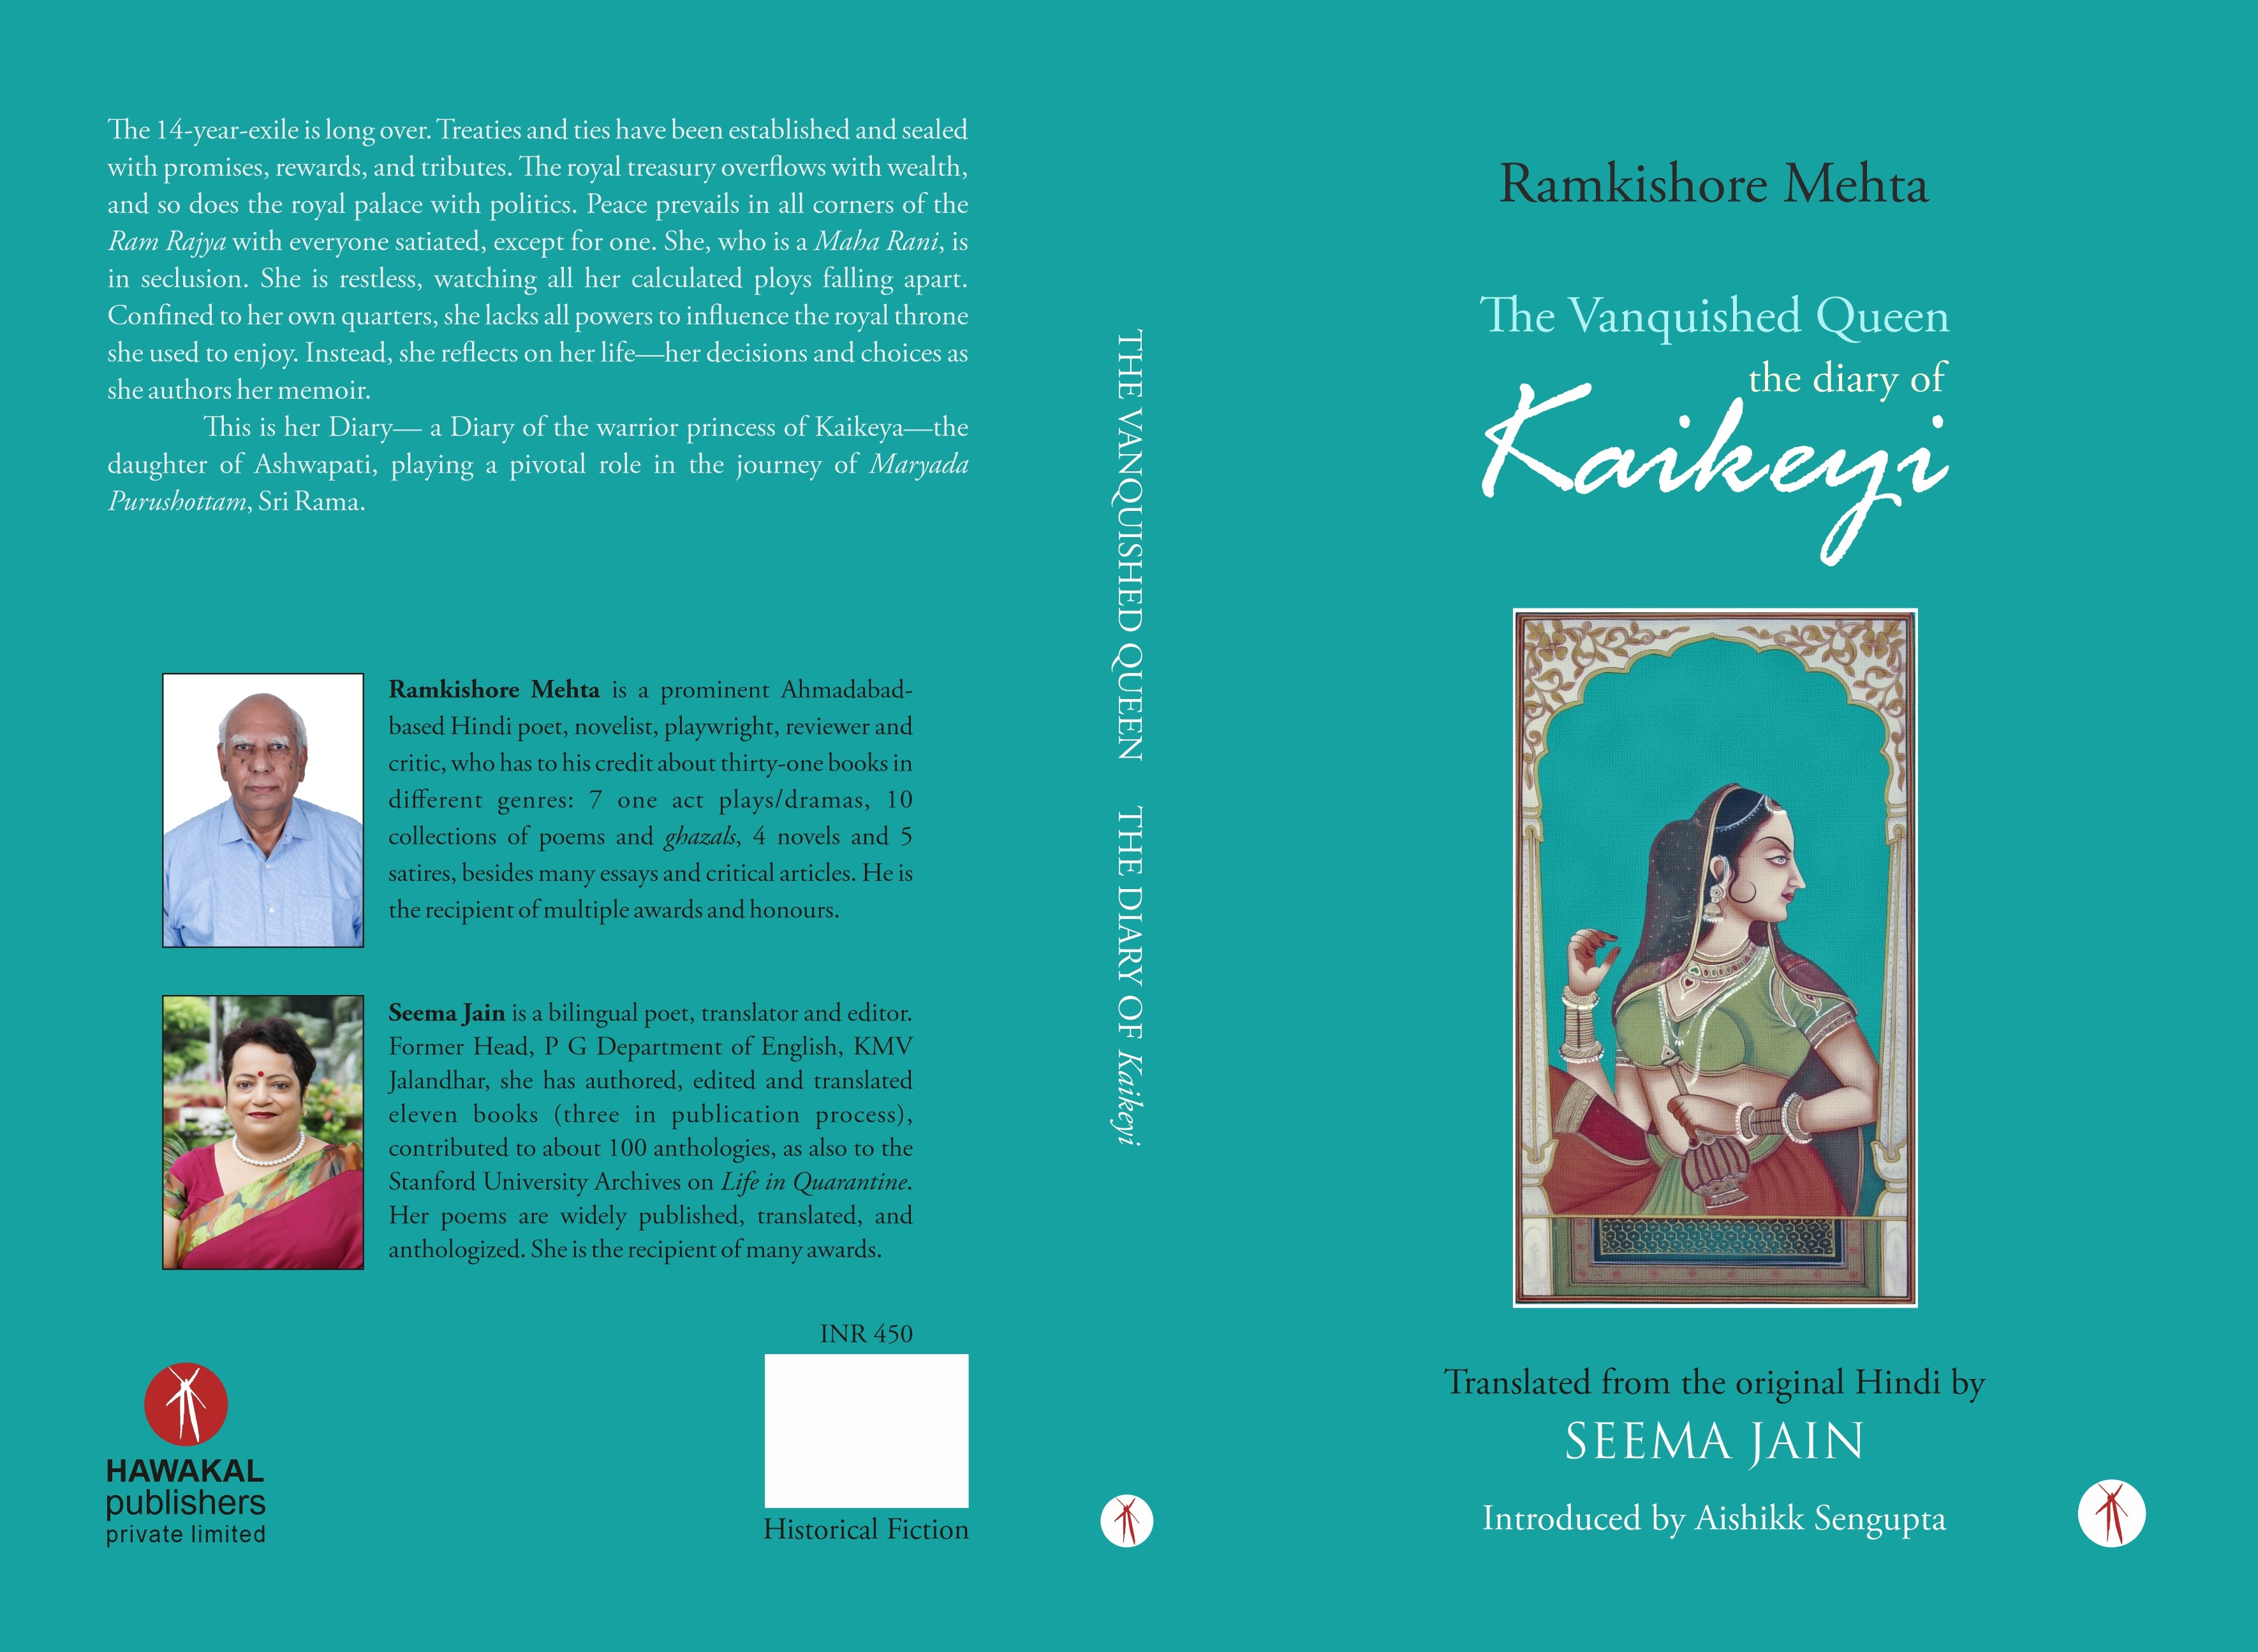 The 14-year-exile is long over. Treaties and ties have been established and sealed
with promises, rewards, and tributes. The royal treasury overflows with wealth,
and so does the royal palace with politics. Peace prevails in all corners of the
Ram Rajya with everyone satiated, except for one. She, who is a Maha Rani, is
in seclusion. She is restless, watching all her calculated ploys falling apart.
Confined to her own quarters, she lacks all powers to influence the royal throne
she used to enjoy. Instead, she reflects on her life—her decisions and choices as
she authors her memoir.
This is her Diary— a Diary of the warrior princess of Kaikeya—the
daughter of Ashwapati, playing a pivotal role in the journey of Maryada
Purushottam, Sri Rama.
Ramkishore Mehta is a prominent Ahmadabad-
based Hindi poet, novelist, playwright, reviewer and
critic, who has to his credit about thirty-one books in
different genres: 7 one act plays/dramas, 10
collections of poems and ghazals, 4 novels and 5
satires, besides many essays and critical articles. He is
the recipient of multiple awards and honours.
Seema Jain is a bilingual poet, translator and editor.
Former Head, P G Department of English, KMV
Jalandhar, she has authored, edited and translated
eleven books (three in publication process),
contributed to about 100 anthologies, as also to the
Stanford University Archives on Life in Quarantine.
Her poems are widely published, translated, and
anthologized. She is the recipient of many awards.
INR 450
Historical Fiction
HAWAKAL
publishers
private limited
THE VANQUISHED QUEEN THE DIARY OF Kaikeyi
Ramkishore Mehta
The Vanquished Queen
the diary of
Kaikeyi
Translated from the original Hindi by
SEEMA JAIN
Introduced by Aishikk Sengupta